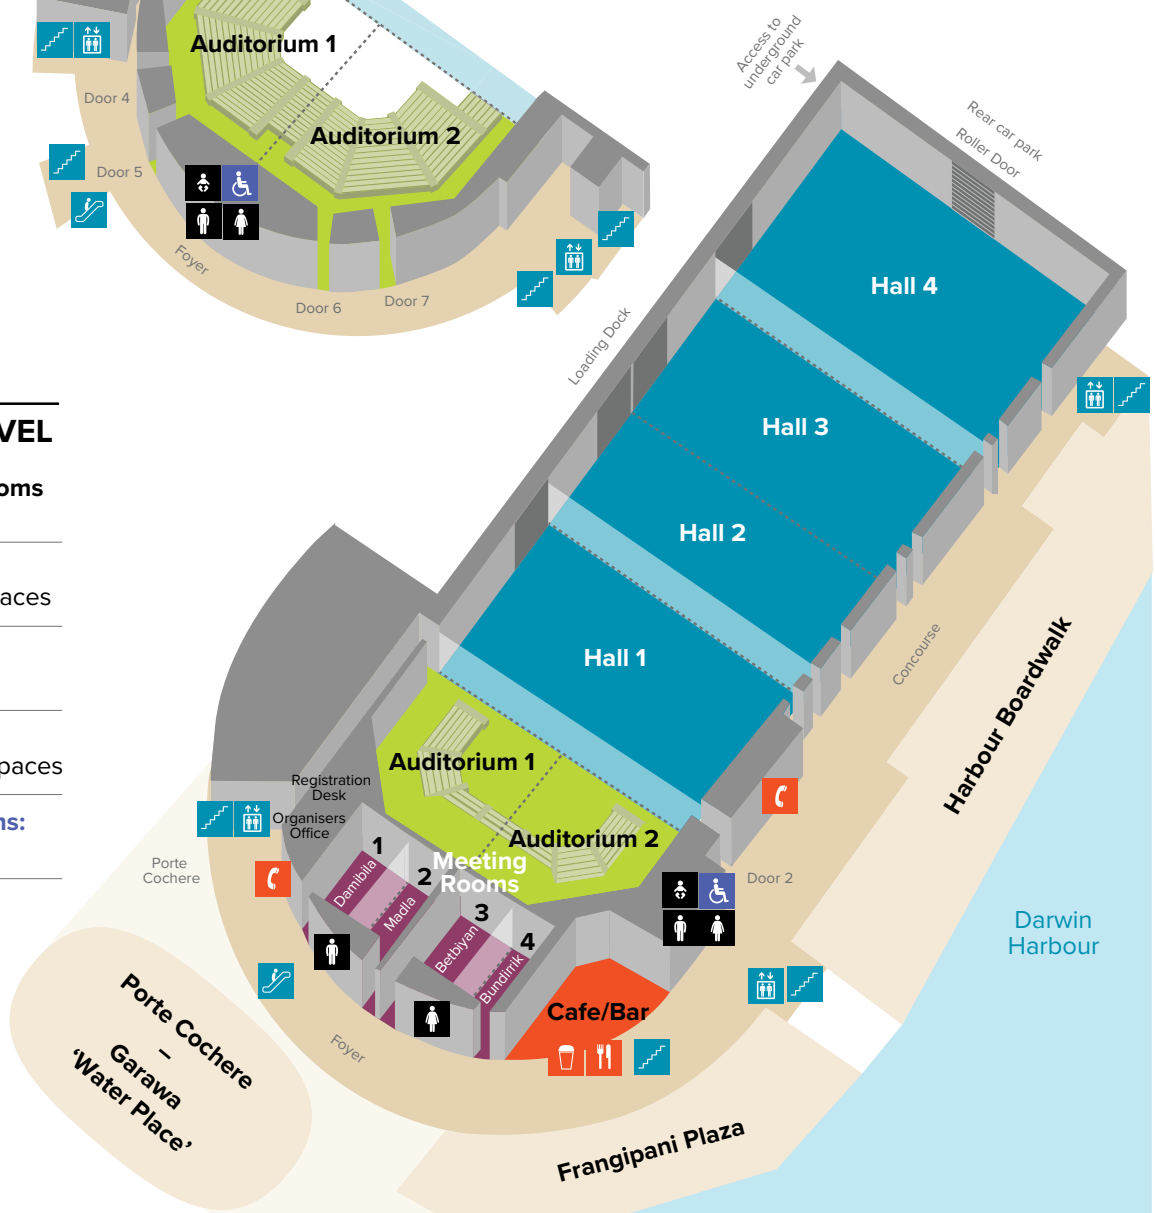 Access to
underground
car park
Auditorium 1
Auditorium 2
Door 4
Door 5
Foyer
Door 6
Door 7
Rear car park
Roller Door
Hall 4
Loading Dock
Hall 3
VEL
ooms
Hall 2
aces
Hall 1
Concourse
Harbour Boardwalk
paces
ns:
Auditorium 1
Registration
Desk
Organisers
Office
Auditorium 2
Meeting
Rooms
1
Damibila
2
Madla
3
Betbiyan
4
Bundirrik
Porte
Cochere
Door 2
Darwin
Harbour
Cafe/Bar
Foyer
Porte Cochere
–
Garawa
‘Water Place’
Frangipani Plaza